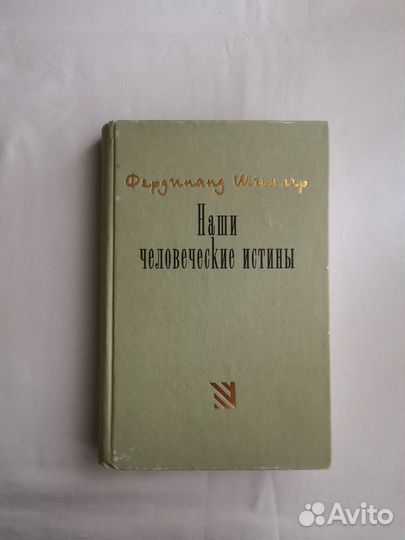 Фердинанд Шиллер
Наши
человеческие истины
Avito